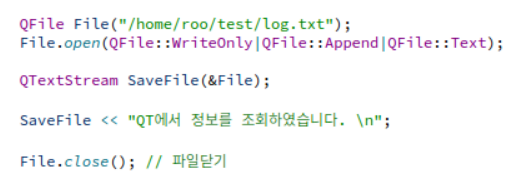 QFile File("/home/roo/test/log.txt");
File.open(QFile::WriteOnly|QFile::Append|QFile::Text);
QTextStream SaveFile(&File);
SaveFile << "QT에서 정보를 조회하였습니다. \n";
File.close(); // 파일닫기